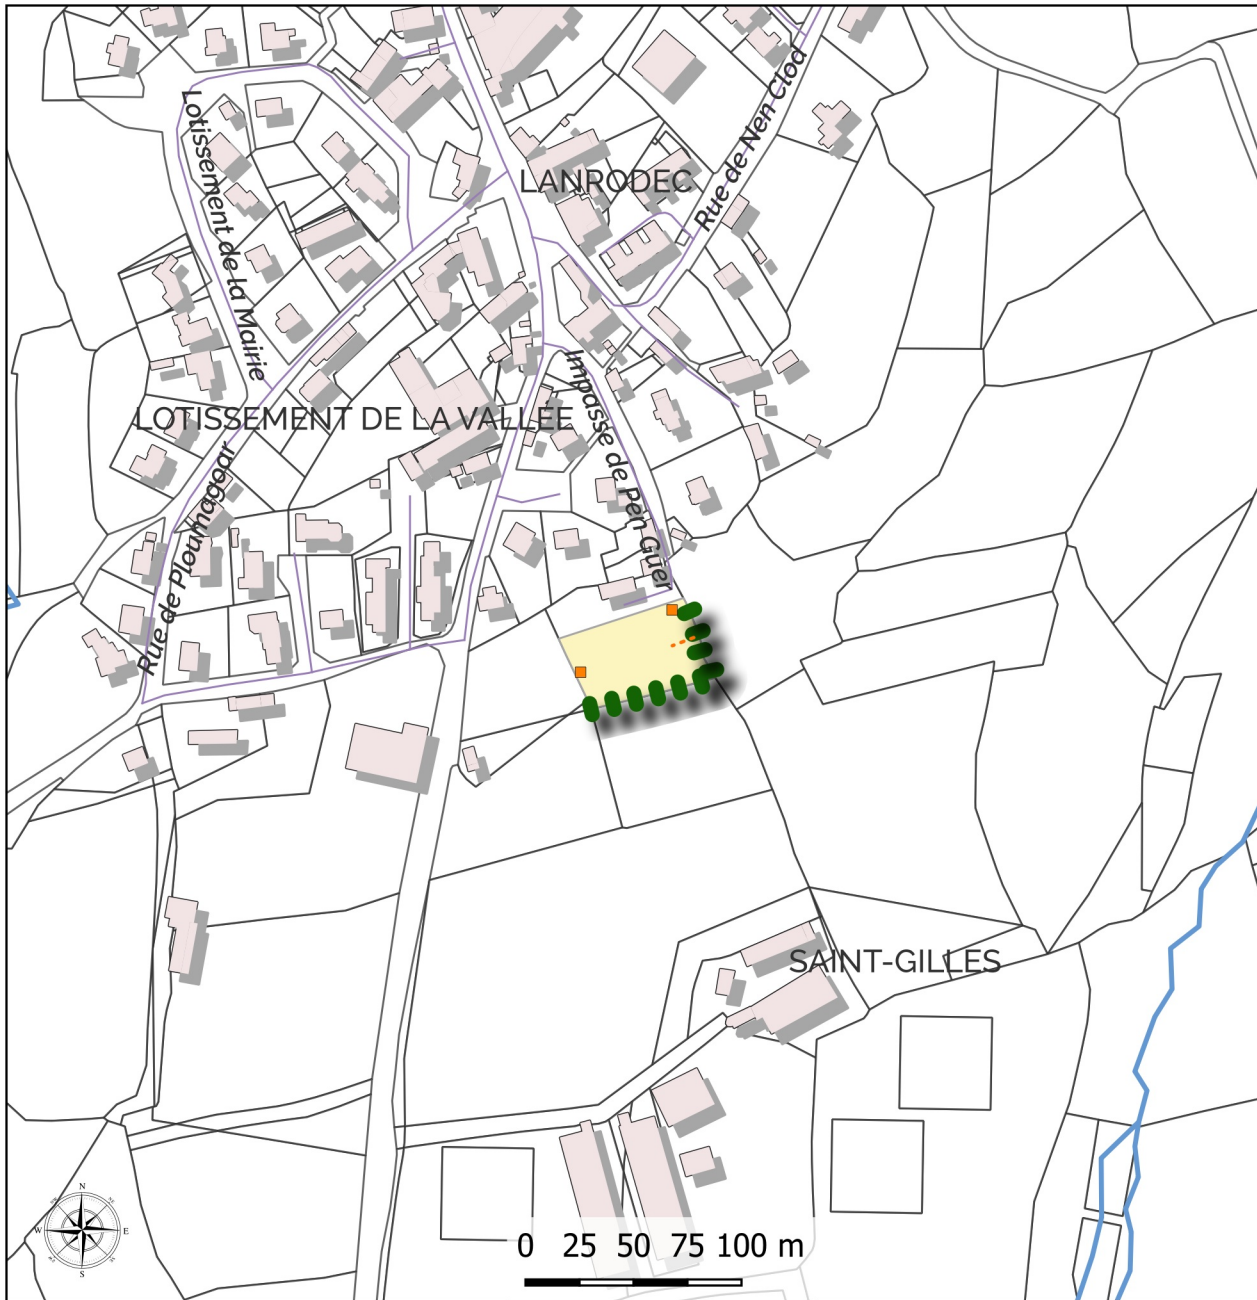 Lotissement de la Mairie
LANRODEC
Rue de Nen Clod
LOTISSEMENT DE LA VALLÉE
Impasse de Pen Guer
Rue de Ploumagoar
SAINT-GILLES
N
W
E
S
0 25 50 75 100 m